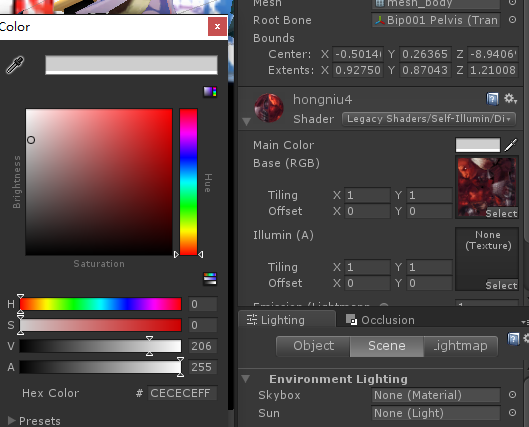 Color
x
Brightness
Hue
Saturation
H 0
S 0
V 206
A 255
Hex Color # CECECEFF
Presets
Mesh mesh_body
Root Bone Bip001 Pelvis (Tran
Bounds
Center: X -0.5014 Y 0.26365 Z -8.9406
Extents: X 0.92750 Y 0.87043 Z 1.21008
hongniu4
Shader Legacy Shaders/Self-Illumin/Di
Main Color
Base (RGB)
Tiling X 1 Y 1
Offset X 0 Y 0
Select
Illumin (A)
None
(Texture)
Tiling X 1 Y 1
Offset X 0 Y 0
Select
Lighting Occlusion
Object Scene Lightmap
Environment Lighting
Skybox None (Material)
Sun None (Light)